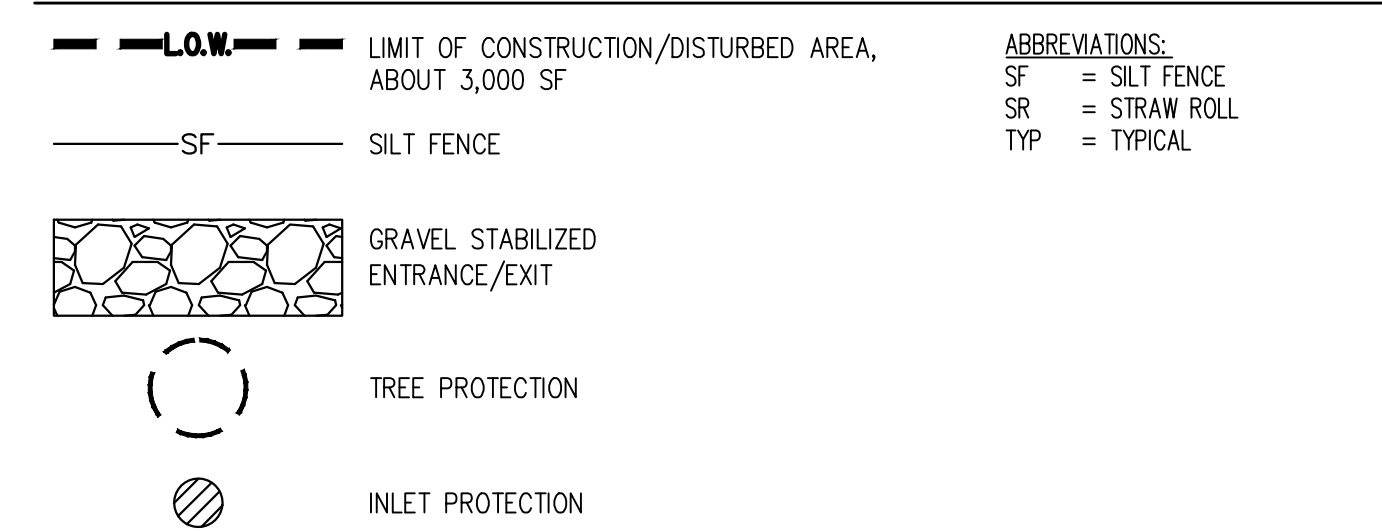 L.O.W.
LIMIT OF CONSTRUCTION/DISTURBED AREA,
ABOUT 3,000 SF
SF
SILT FENCE
GRAVEL STABILIZED
ENTRANCE/EXIT
TREE PROTECTION
INLET PROTECTION
ABBREVIATIONS:
SF = SILT FENCE
SR = STRAW ROLL
TYP = TYPICAL